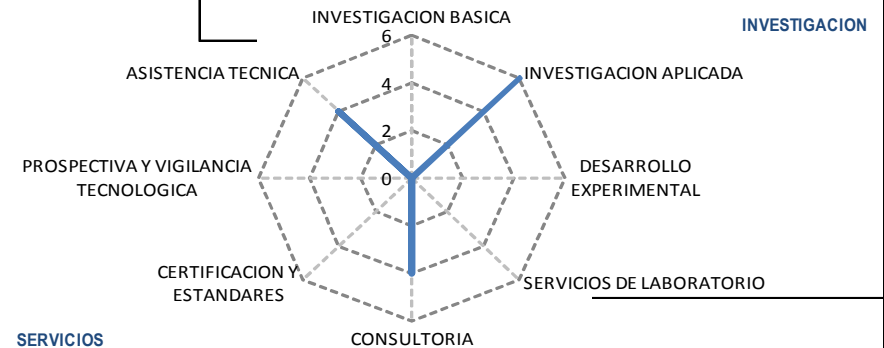 INVESTIGACION BASICA
INVESTIGACION
6
ASISTENCIA TECNICA
INVESTIGACION APLICADA
4
2
PROSPECTIVA Y VIGILANCIA
TECNOLOGICA
0
DESARROLLO
EXPERIMENTAL
CERTIFICACION Y
ESTANDARES
SERVICIOS DE LABORATORIO
SERVICIOS
CONSULTORIA